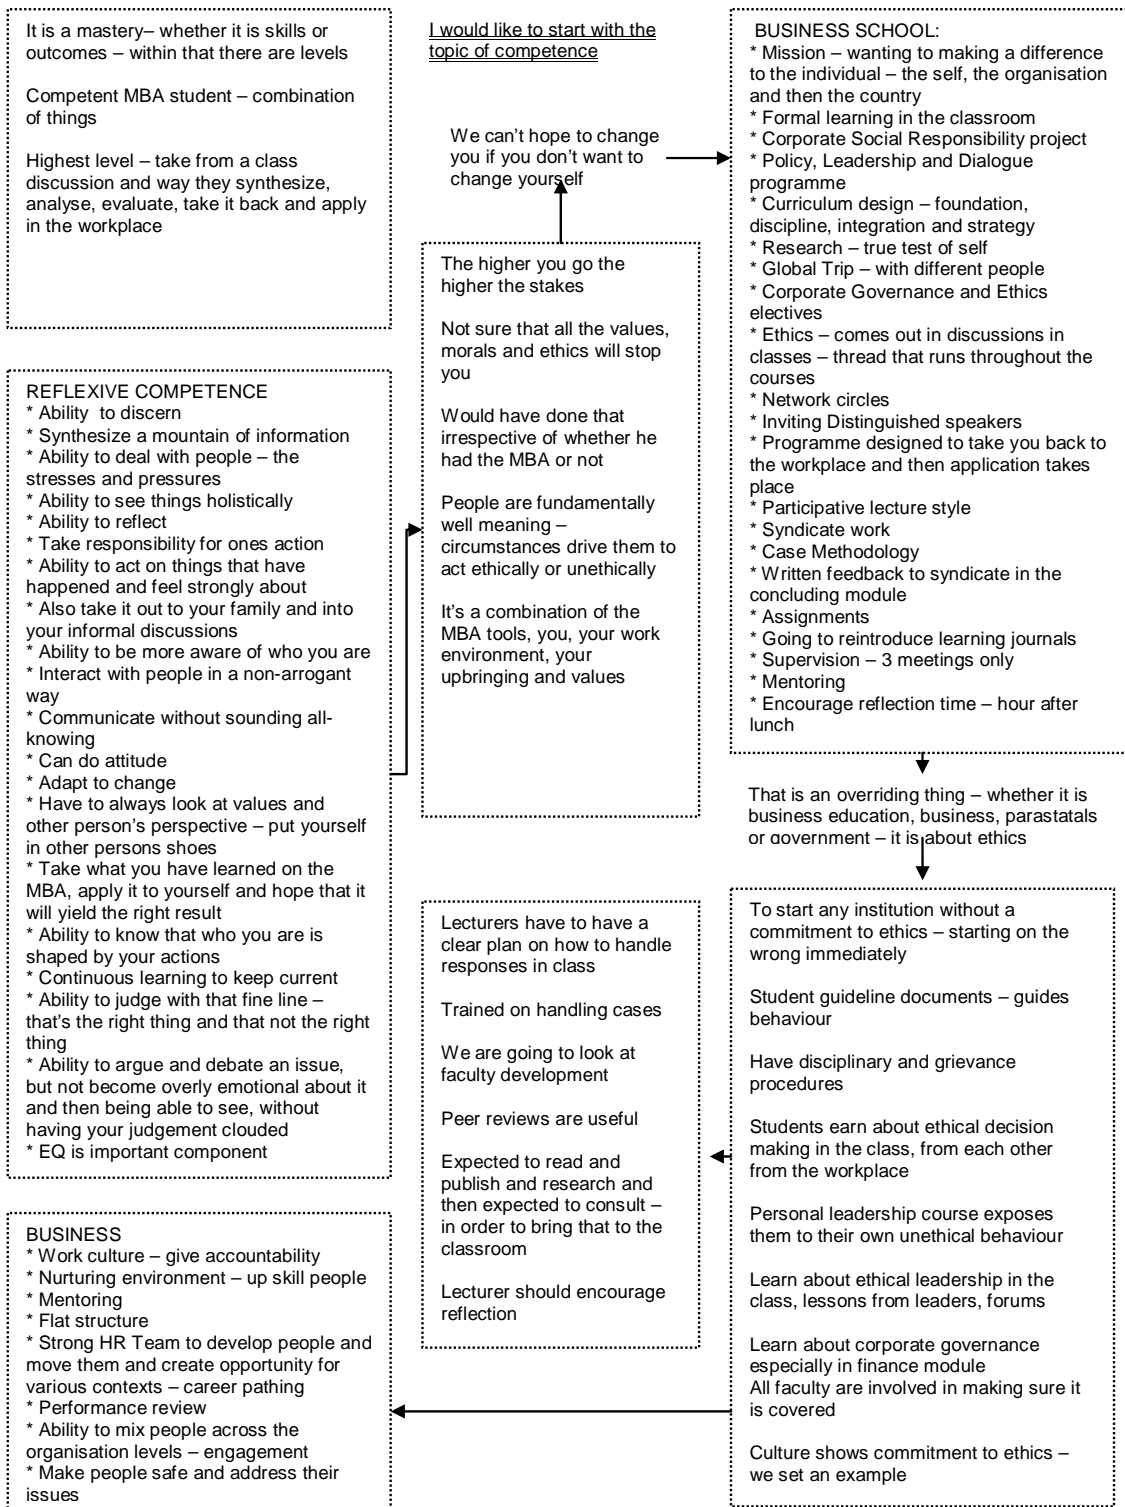 It is a mastery– whether it is skills or
outcomes – within that there are levels
Competent MBA student – combination
of things
Highest level – take from a class
discussion and way they synthesize,
analyse, evaluate, take it back and apply
in the workplace
I would like to start with the
topic of competence
We can't hope to change
you if you don't want to
change yourself
BUSINESS SCHOOL:
* Mission – wanting to making a difference
to the individual – the self, the organisation
and then the country
* Formal learning in the classroom
* Corporate Social Responsibility project
* Policy, Leadership and Dialogue
programme
* Curriculum design – foundation,
discipline, integration and strategy
* Research – true test of self
* Global Trip – with different people
* Corporate Governance and Ethics
electives
* Ethics – comes out in discussions in
classes – thread that runs throughout the
courses
* Network circles
* Inviting Distinguished speakers
* Programme designed to take you back to
the workplace and then application takes
place
* Participative lecture style
* Syndicate work
* Case Methodology
* Written feedback to syndicate in the
concluding module
* Assignments
* Going to reintroduce learning journals
* Supervision – 3 meetings only
* Mentoring
* Encourage reflection time – hour after
lunch
The higher you go the
higher the stakes
Not sure that all the values,
morals and ethics will stop
you
Would have done that
irrespective of whether he
had the MBA or not
People are fundamentally
well meaning –
circumstances drive them to
act ethically or unethically
It's a combination of the
MBA tools, you, your work
environment, your
upbringing and values
REFLEXIVE COMPETENCE
* Ability  to discern
* Synthesize a mountain of information
* Ability to deal with people – the
stresses and pressures
* Ability to see things holistically
* Ability to reflect
* Take responsibility for ones action
* Ability to act on things that have
happened and feel strongly about
* Also take it out to your family and into
your informal discussions
* Ability to be more aware of who you are
* Interact with people in a non-arrogant
way
* Communicate without sounding all-
knowing
* Can do attitude
* Adapt to change
* Have to always look at values and
other person's perspective – put yourself
in other persons shoes
* Take what you have learned on the
MBA, apply it to yourself and hope that it
will yield the right result
* Ability to know that who you are is
shaped by your actions
* Continuous learning to keep current
* Ability to judge with that fine line –
that's the right thing and that not the right
thing
* Ability to argue and debate an issue,
but not become overly emotional about it
and then being able to see, without
having your judgement clouded
* EQ is important component
That is an overriding thing – whether it is
business education, business, parastatals
or government – it is about ethics
Lecturers have to have a
clear plan on how to handle
responses in class
Trained on handling cases
We are going to look at
faculty development
Peer reviews are useful
Expected to read and
publish and research and
then expected to consult –
in order to bring that to the
classroom
Lecturer should encourage
reflection
To start any institution without a
commitment to ethics – starting on the
wrong immediately
Student guideline documents – guides
behaviour
Have disciplinary and grievance
procedures
Students earn about ethical decision
making in the class, from each other
from the workplace
Personal leadership course exposes
them to their own unethical behaviour
Learn about ethical leadership in the
class, lessons from leaders, forums
Learn about corporate governance
especially in finance module
All faculty are involved in making sure it
is covered
Culture shows commitment to ethics –
we set an example
BUSINESS
* Work culture – give accountability
* Nurturing environment – up skill people
* Mentoring
* Flat structure
* Strong HR Team to develop people and
move them and create opportunity for
various contexts – career pathing
* Performance review
* Ability to mix people across the
organisation levels – engagement
* Make people safe and address their
issues